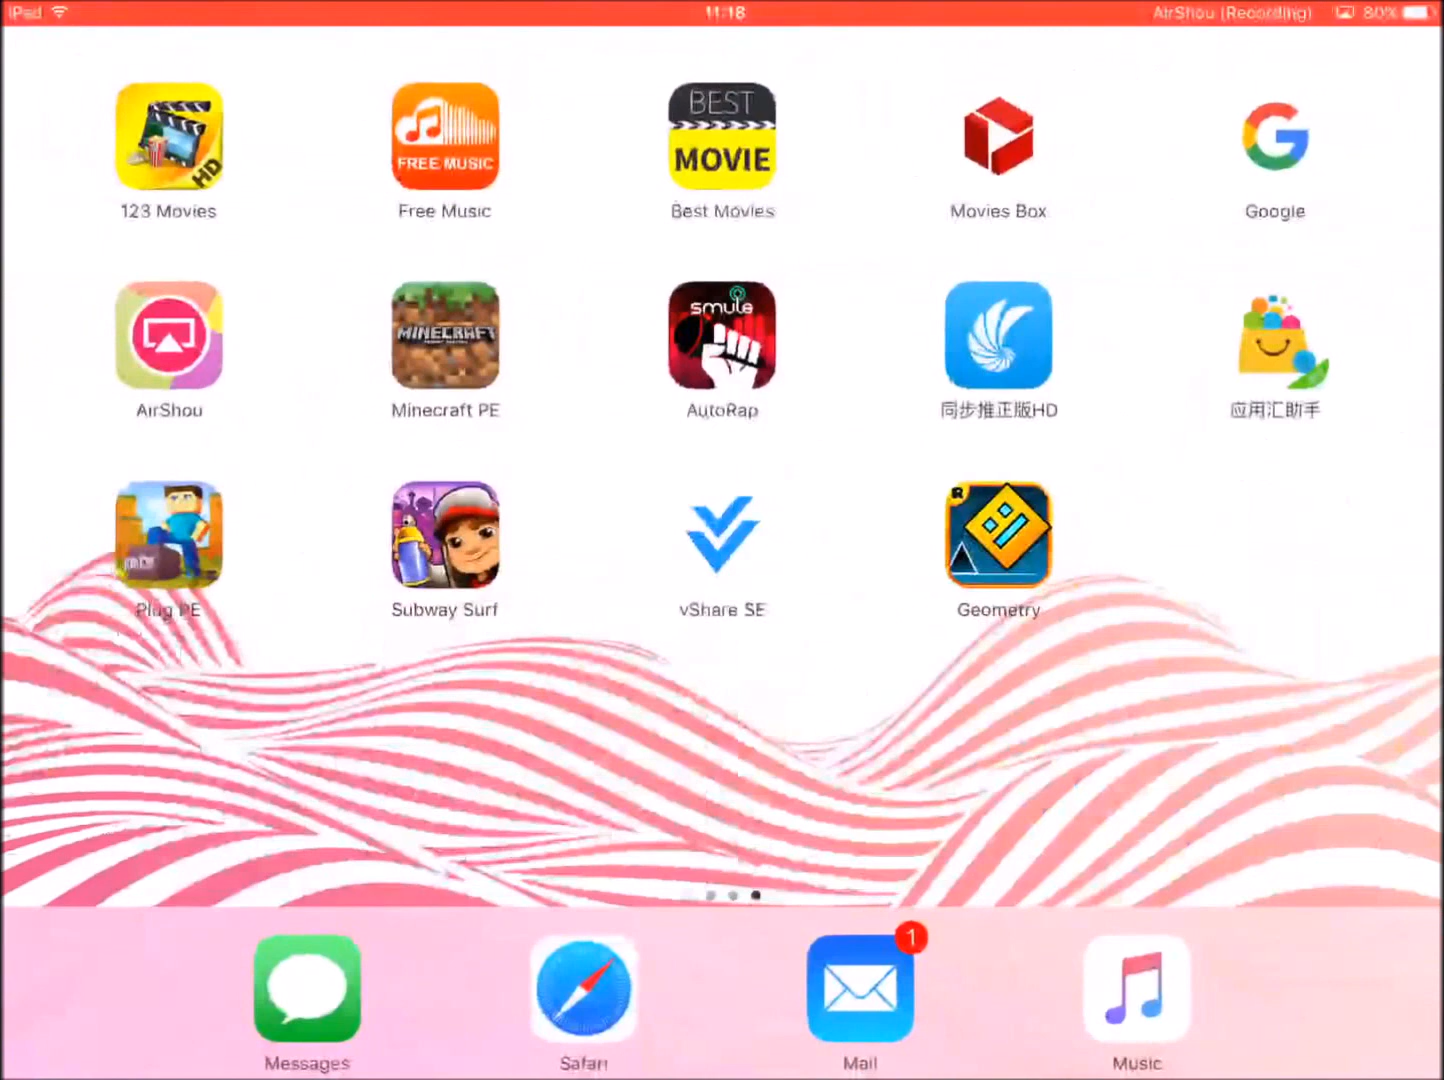 iPad 11:18 AirShou (Recording) 80%
HD
FREE MUSIC
BEST
MOVIE
123 Movies Free Music Best Movies Movies Box Google
MINECRAFT
smule
AirShou Minecraft PE AutoRap 同步推正版HD 应用汇助手
R
Plug PE Subway Surf vShare SE Geometry
1
Messages Safari Mail Music